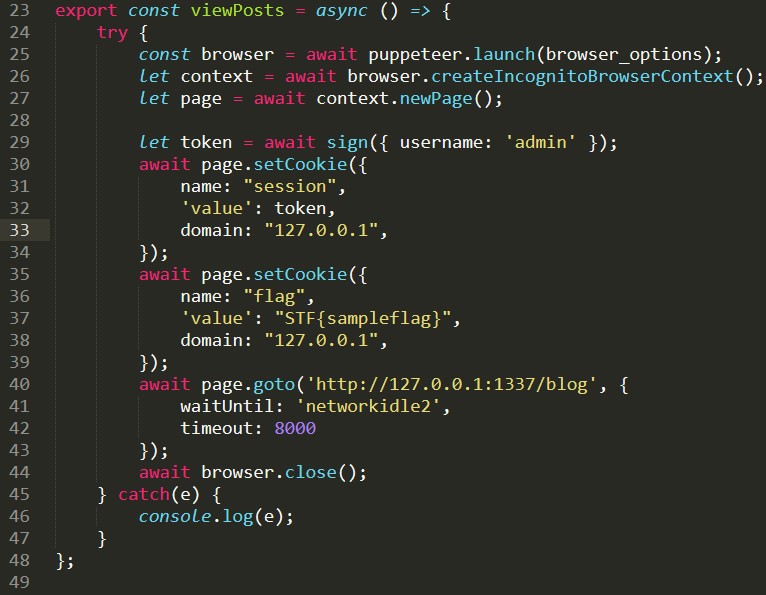 23 export const viewPosts = async () => {
24     try {
25         const browser = await puppeteer.launch(browser_options);
26         let context = await browser.createIncognitoBrowserContext();
27         let page = await context.newPage();
28
29         let token = await sign({ username: 'admin' });
30         await page.setCookie({
31             name: "session",
32             'value': token,
33             domain: "127.0.0.1",
34         });
35         await page.setCookie({
36             name: "flag",
37             'value': "STF{sampleflag}",
38             domain: "127.0.0.1",
39         });
40         await page.goto('http://127.0.0.1:1337/blog', {
41             waitUntil: 'networkidle2',
42             timeout: 8000
43         });
44         await browser.close();
45     } catch(e) {
46         console.log(e);
47     }
48 };
49